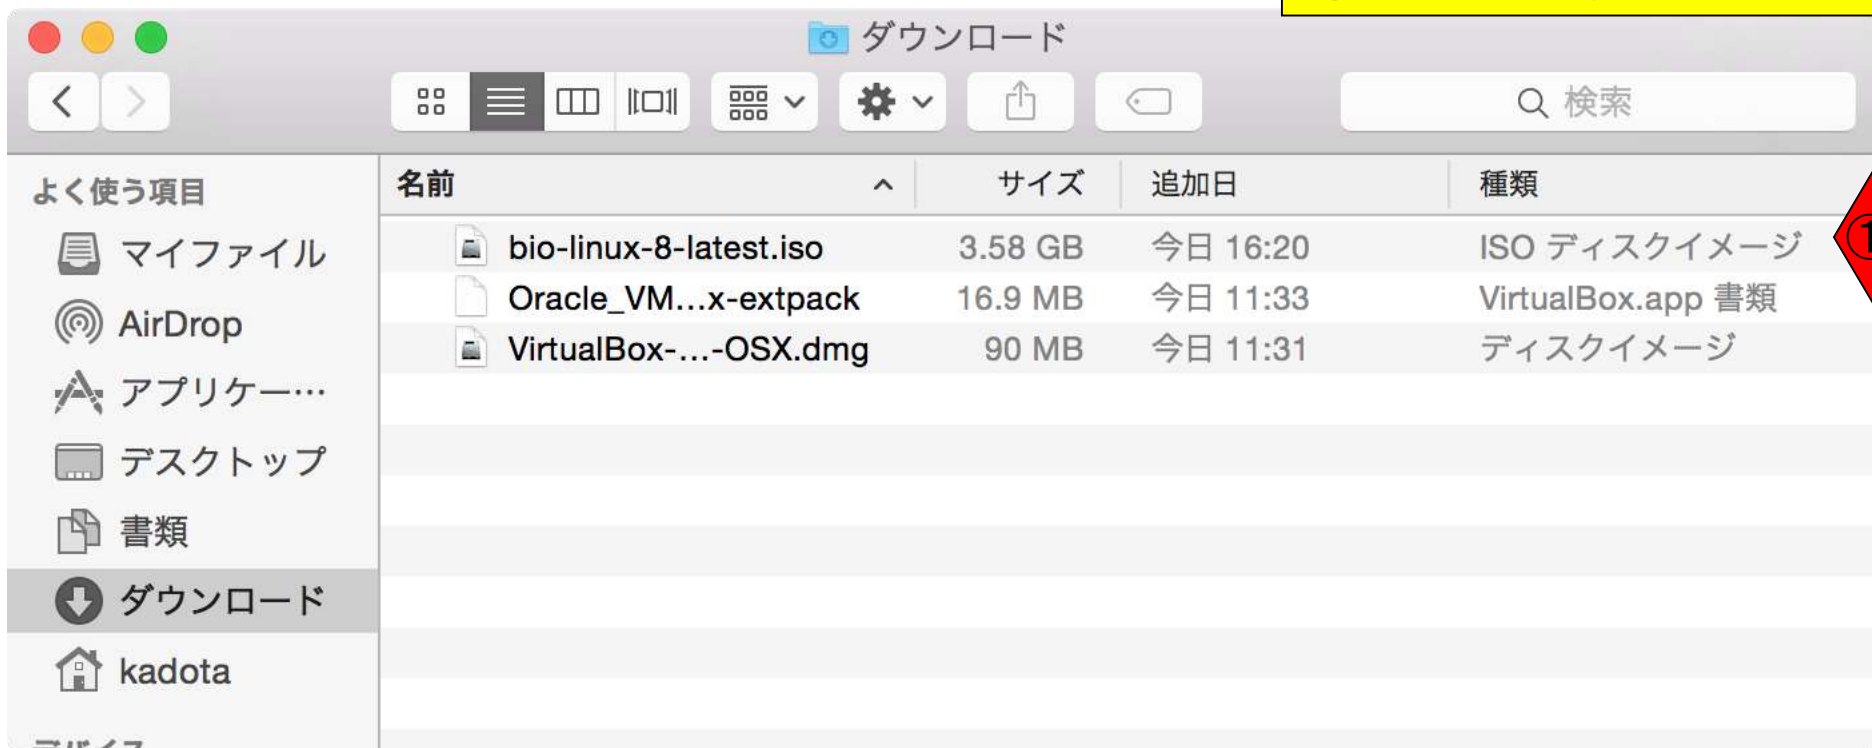 ダウンロード
検索
よく使う項目
名前 サイズ 追加日 種類
マイファイル
AirDrop
アプリケー…
デスクトップ
書類
ダウンロード
kadota
bio-linux-8-latest.iso 3.58 GB 今日 16:20 ISO ディスクイメージ
①
Oracle_VM...x-extpack 16.9 MB 今日 11:33 VirtualBox.app 書類
VirtualBox-...-OSX.dmg 90 MB 今日 11:31 ディスクイメージ